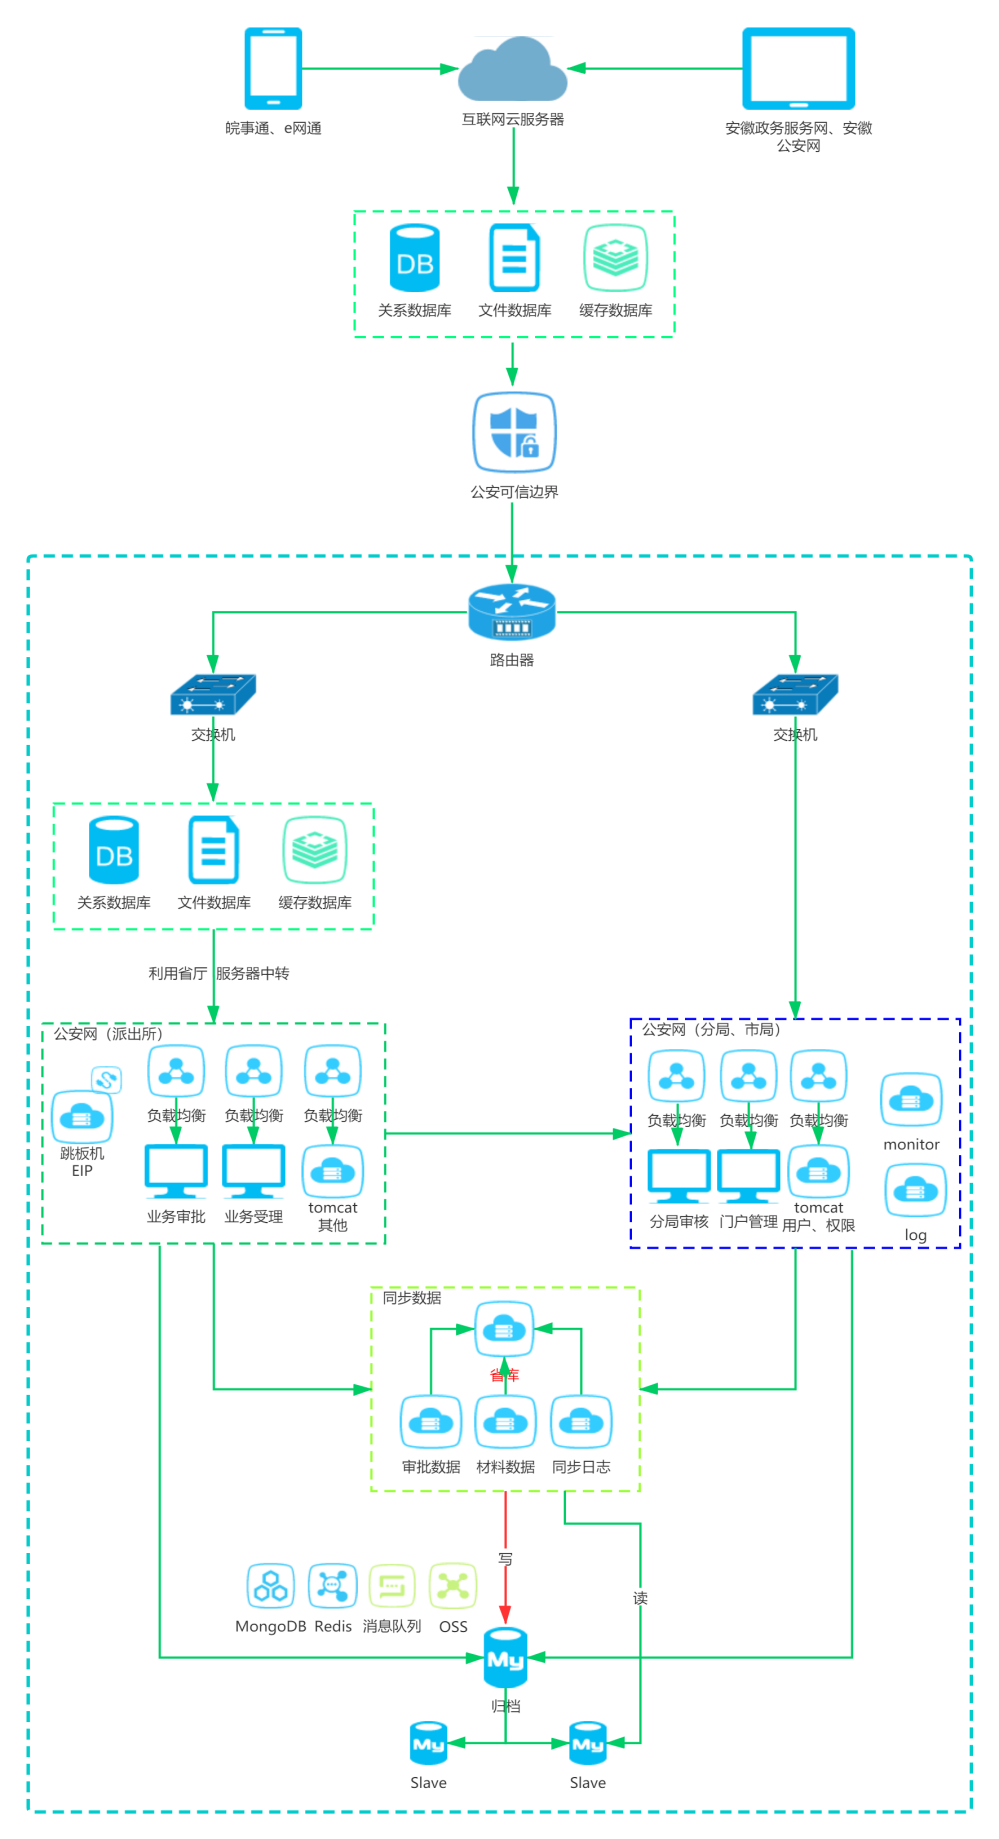 皖事通、e网通
互联网云服务器
安徽政务服务网、安徽
公安网
DB
关系数据库
文件数据库
缓存数据库
公安可信边界
路由器
交换机
交换机
DB
关系数据库
文件数据库
缓存数据库
利用省厅 服务器中转
公安网（派出所）
负载均衡
负载均衡
负载均衡
跳板机
EIP
业务审批
业务受理
tomcat
其他
公安网（分局、市局）
负载均衡
负载均衡
负载均衡
monitor
分局审核
门户管理
tomcat
用户、权限
log
同步数据
省库
审批数据
材料数据
同步日志
写
读
MongoDB
Redis
消息队列
OSS
My
归档
My
Slave
My
Slave